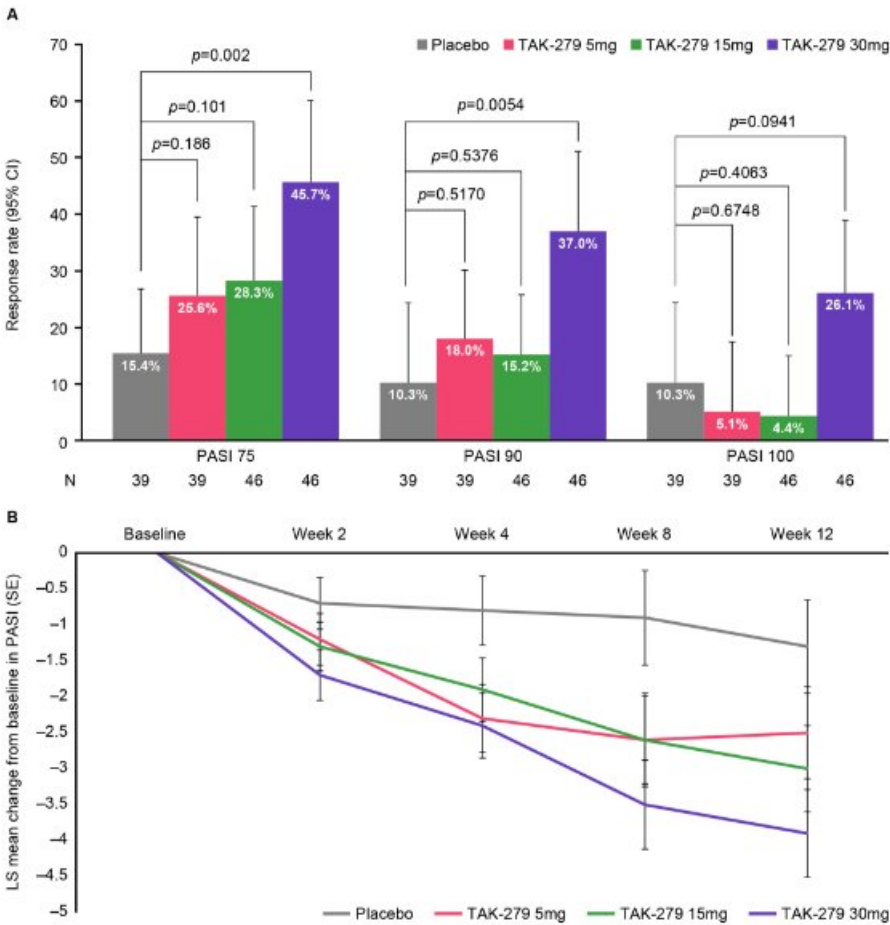 A
Placebo TAK-279 5mg TAK-279 15mg TAK-279 30mg
Response rate (95% CI)
70
60
50
40
30
20
10
0
p=0.002
p=0.101
p=0.186
15.4%
25.6%
28.3%
45.7%
p=0.0054
p=0.5376
p=0.5170
10.3%
18.0%
15.2%
37.0%
p=0.0941
p=0.4063
p=0.6748
10.3%
5.1%
4.4%
26.1%
PASI 75 PASI 90 PASI 100
N 39 39 46 46 39 39 46 46 39 39 46 46
B
Baseline Week 2 Week 4 Week 8 Week 12
LS mean change from baseline in PASI (SE)
0
–0.5
–1
–1.5
–2
–2.5
–3
–3.5
–4
–4.5
–5
Placebo TAK-279 5mg TAK-279 15mg TAK-279 30mg